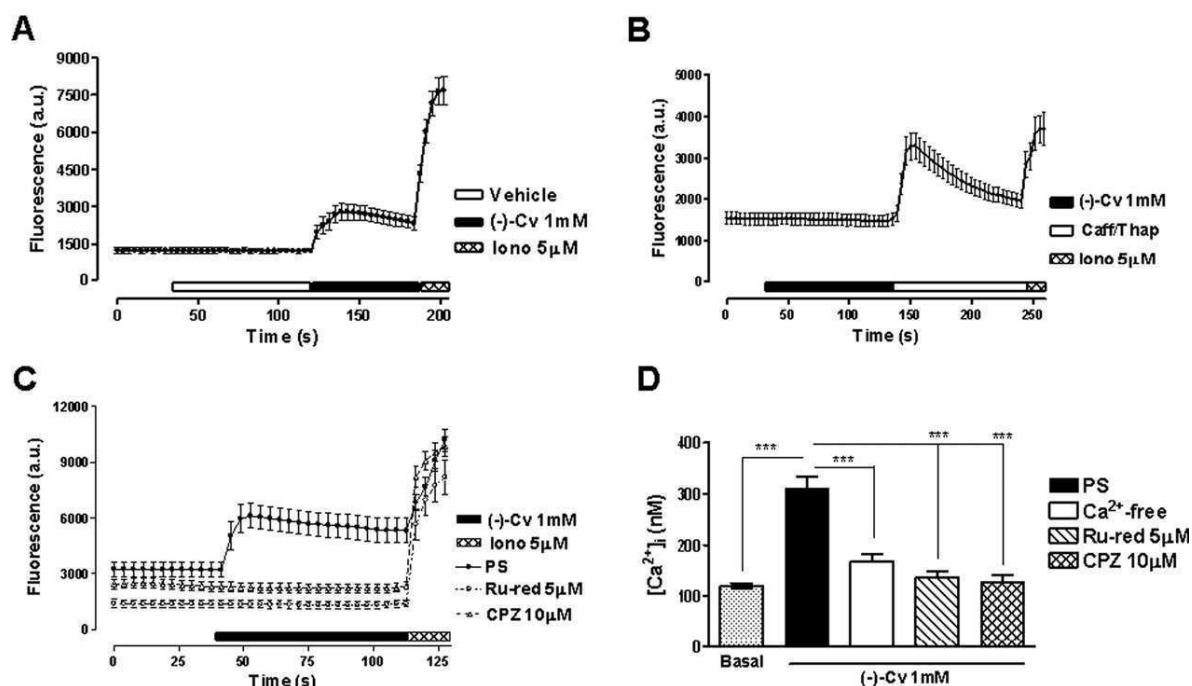 A
Fluorescence (a.u.)
9000
7500
6000
4500
3000
1500
0
Vehicle
(-)-Cv 1mM
Iono 5µM
0 50 100 150 200
Time (s)
B
Fluorescence (a.u.)
5000
4000
3000
2000
1000
0
(-)-Cv 1mM
Caff/Thap
Iono 5µM
0 50 100 150 200 250
Time (s)
C
Fluorescence (a.u.)
12000
9000
6000
3000
0
(-)-Cv 1mM
Iono 5µM
PS
Ru-red 5µM
CPZ 10µM
0 25 50 75 100 125
Time (s)
D
[Ca2+]i (nM)
400
300
200
100
0
*** *** *** ***
PS
Ca2+-free
Ru-red 5µM
CPZ 10µM
Basal
(-)-Cv 1mM